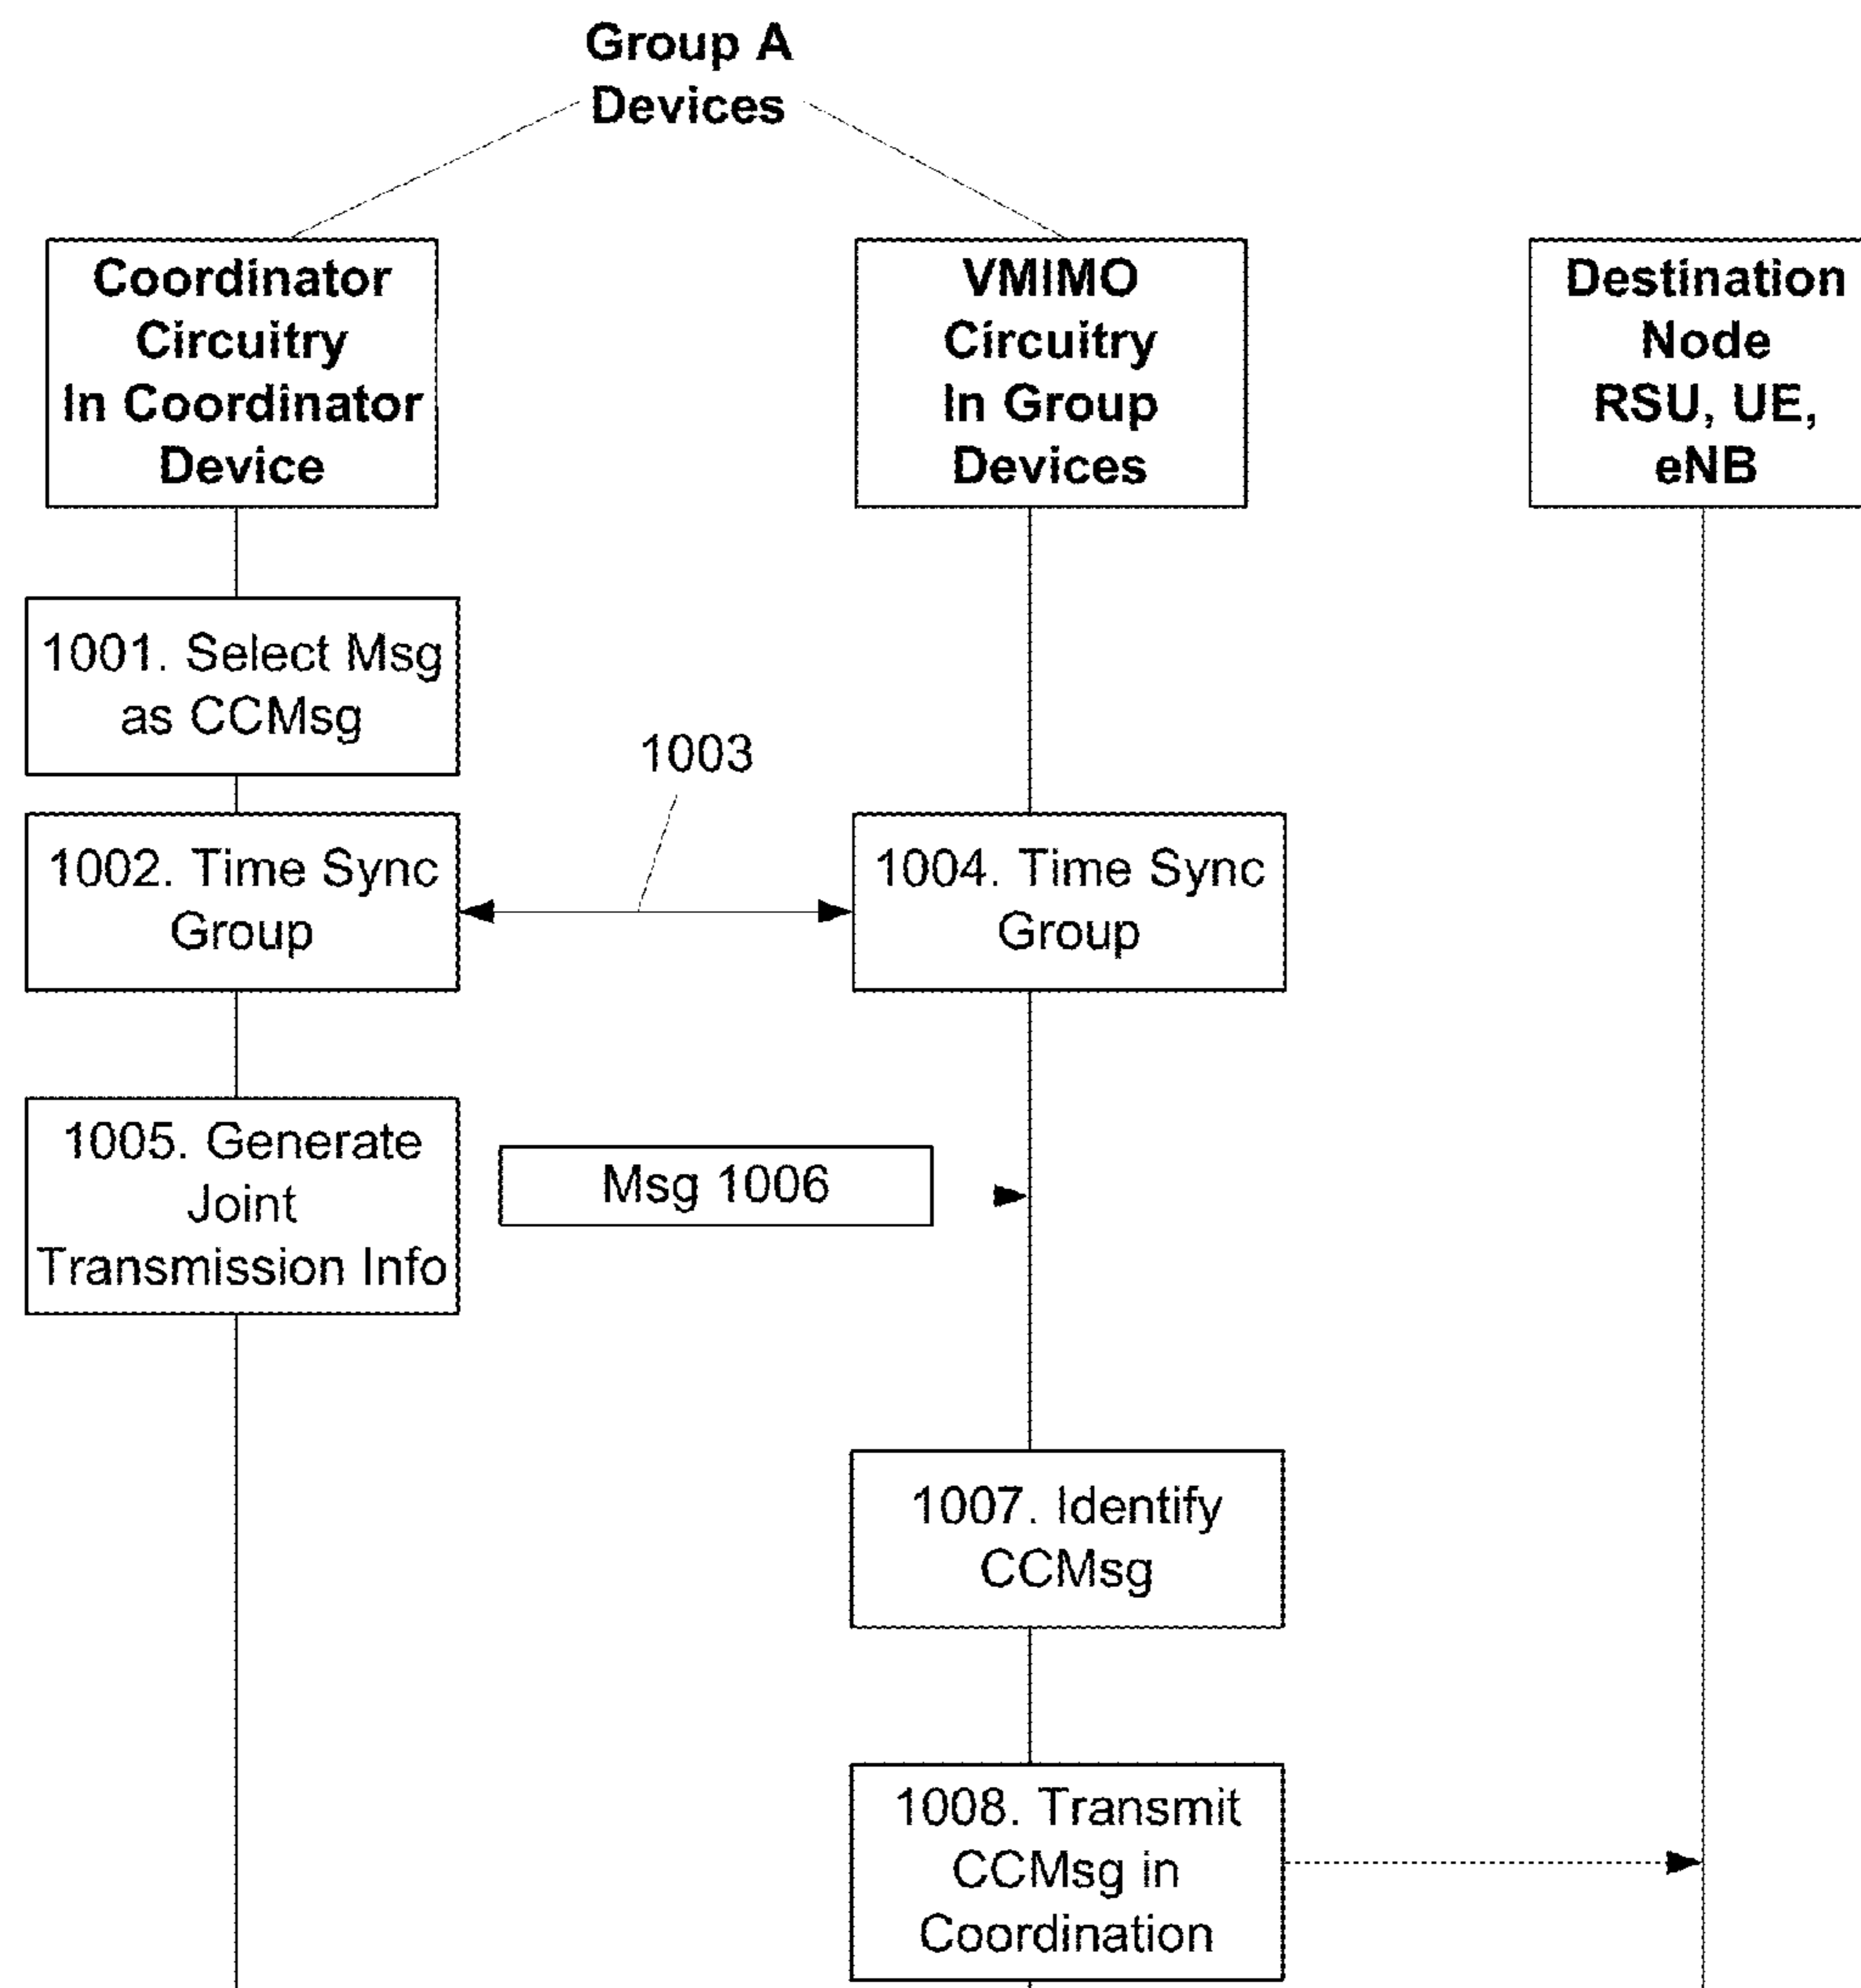 Group A
Devices
Coordinator
Circuitry
In Coordinator
Device
VMIMO
Circuitry
In Group
Devices
Destination
Node
RSU, UE,
eNB
1001. Select Msg
as CCMsg
1003
1002. Time Sync
Group
1004. Time Sync
Group
1005. Generate
Joint
Transmission Info
Msg 1006
1007. Identify
CCMsg
1008. Transmit
CCMsg in
Coordination